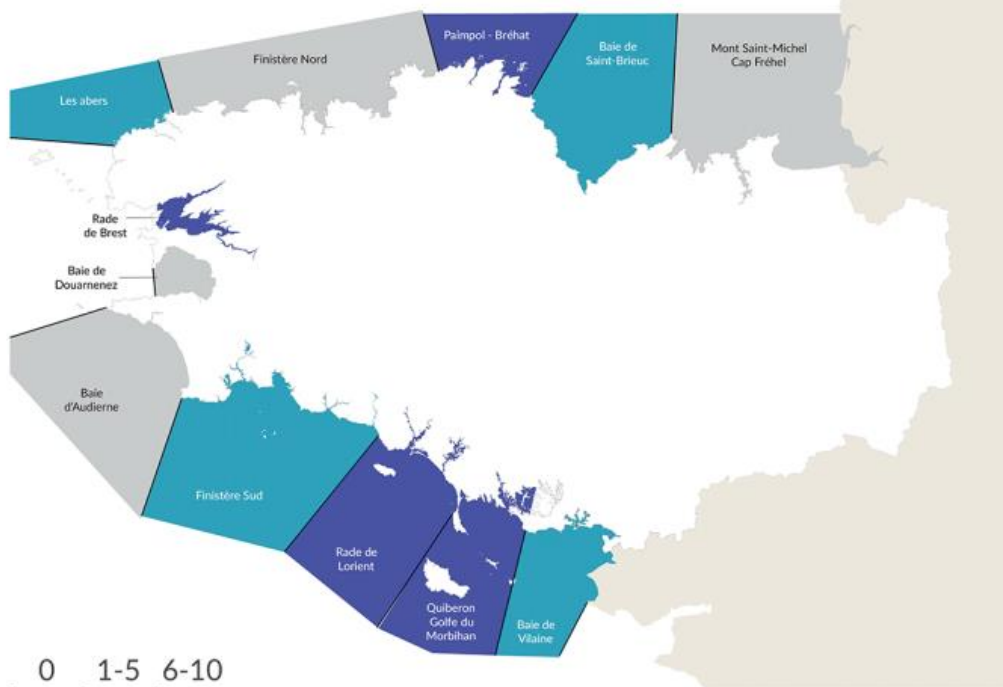 Paimpol - Bréhat
Baie de
Saint-Brieuc
Mont Saint-Michel
Cap Fréhel
Finistère Nord
Les abers
Rade
de Brest
Baie de
Douarnenez
Baie
d'Audierne
Finistère Sud
Rade de
Lorient
Quiberon
Golfe du
Morbihan
Baie de
Vilaine
0 1-5 6-10